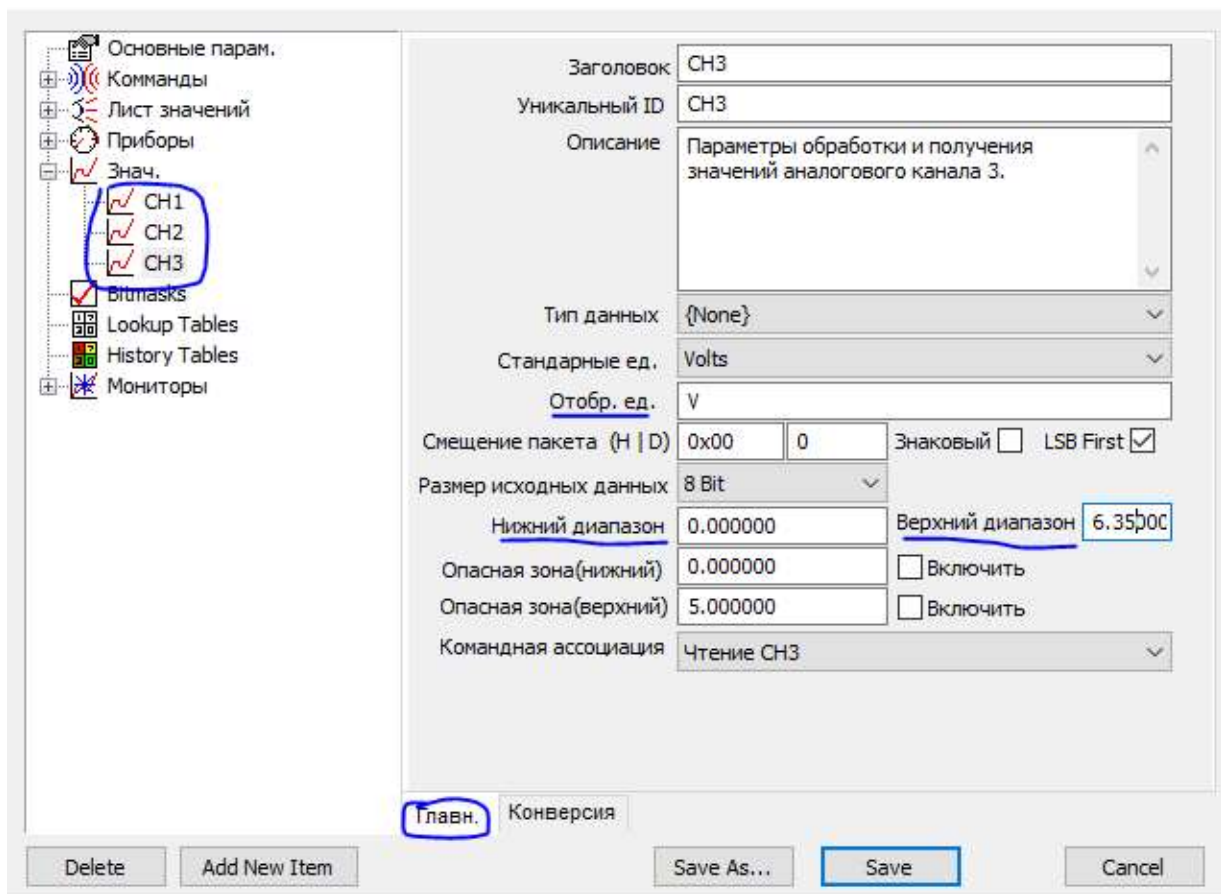 Основные парам.
Комманды
Лист значений
Приборы
Знач.
CH1
CH2
CH3
Bitmasks
Lookup Tables
History Tables
Мониторы
Заголовок CH3
Уникальный ID CH3
Описание Параметры обработки и получения
значений аналогового канала 3.
Тип данных {None}
Стандарные ед. Volts
Отобр. ед. V
Смещение пакета (H | D) 0x00 0 Знаковый LSB First
Размер исходных данных 8 Bit
Нижний диапазон 0.000000 Верхний диапазон 6.35000
Опасная зона(нижний) 0.000000 Включить
Опасная зона(верхний) 5.000000 Включить
Командная ассоциация Чтение CH3
Главн. Конверсия
Delete Add New Item Save As... Save Cancel